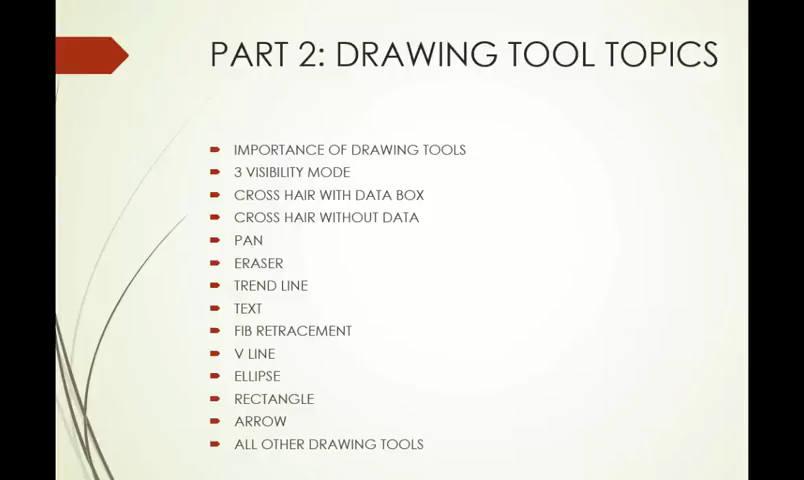 PART 2: DRAWING TOOL TOPICS
IMPORTANCE OF DRAWING TOOLS
3 VISIBILITY MODE
CROSS HAIR WITH DATA BOX
CROSS HAIR WITHOUT DATA
PAN
ERASER
TREND LINE
TEXT
FIB RETRACEMENT
V LINE
ELLIPSE
RECTANGLE
ARROW
ALL OTHER DRAWING TOOLS